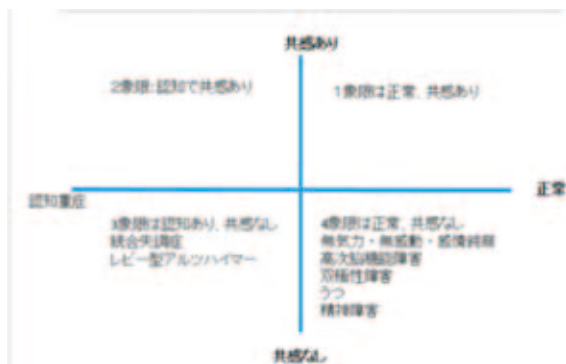 共感あり
2象限:認知で共感あり
1象限は正常、共感あり
認知重症
正常
3象限は認知あり、共感なし
統合失調症
レビー型アルツハイマー
4象限は正常、共感なし
無気力・無感動・感情鈍麻
高次脳機能障害
双極性障害
うつ
精神障害
共感なし